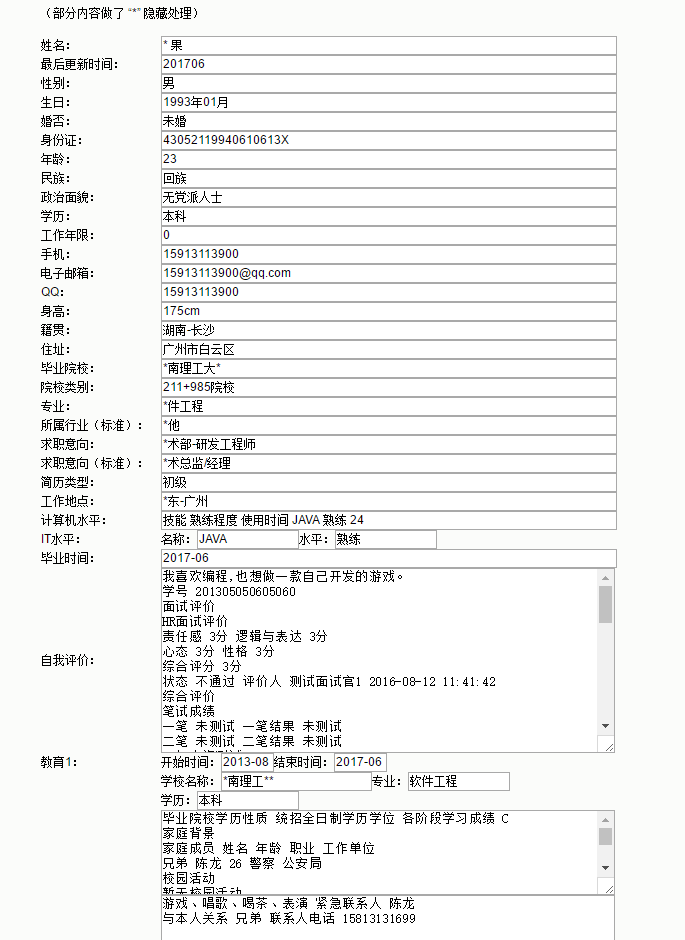 （部分内容做了 “*” 隐藏处理）
姓名： * 果
最后更新时间： 201706
性别： 男
生日： 1993年01月
婚否： 未婚
身份证： 43052119940610613X
年龄： 23
民族： 回族
政治面貌： 无党派人士
学历： 本科
工作年限： 0
手机： 15913113900
电子邮箱： 15913113900@qq.com
QQ： 15913113900
身高： 175cm
籍贯： 湖南-长沙
住址： 广州市白云区
毕业院校： *南理工大*
院校类别： 211+985院校
专业： *件工程
所属行业（标准）： *他
求职意向： *术部-研发工程师
求职意向（标准）： *术总监/经理
简历类型： 初级
工作地点： *东-广州
计算机水平： 技能 熟练程度 使用时间 JAVA 熟练 24
IT水平： 名称： JAVA 水平： 熟练
毕业时间： 2017-06
自我评价：
我喜欢编程,也想做一款自己开发的游戏。
学号 201305050605060
面试评价
HR面试评价
责任感 3分 逻辑与表达 3分
心态 3分 性格 3分
综合评分 3分
状态 不通过 评价人 测试面试官1 2016-08-12 11:41:42
综合评价
笔试成绩
一笔 未测试 一笔结果 未测试
二笔 未测试 二笔结果 未测试
教育1： 开始时间： 2013-08 结束时间： 2017-06
学校名称： *南理工** 专业： 软件工程
学历： 本科
毕业院校学历性质 统招全日制学历学位 各阶段学习成绩 C
家庭背景
家庭成员 姓名 年龄 职业 工作单位
兄弟 陈龙 26 警察 公安局
校园活动
暂无校园活动
游戏、唱歌、喝茶、表演 紧急联系人 陈龙
与本人关系 兄弟 联系人电话 15813131699